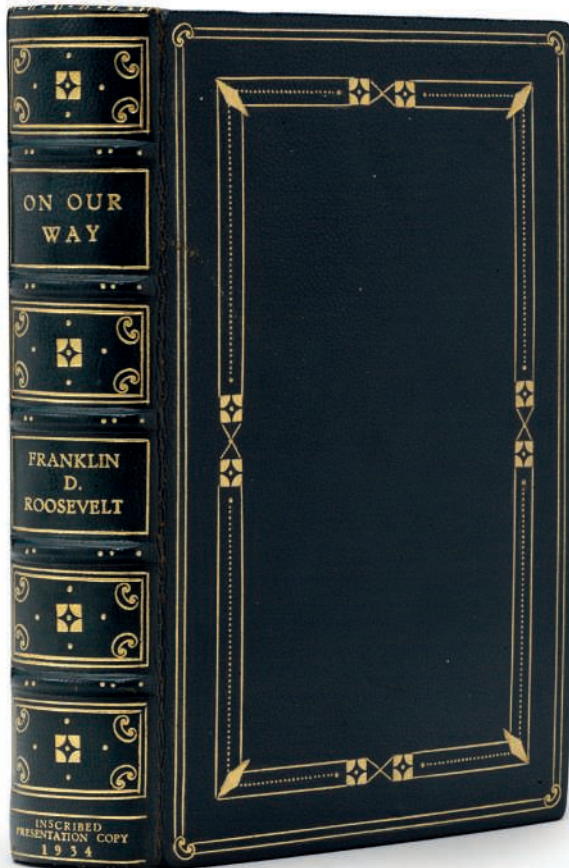 ON OUR
WAY
FRANKLIN
D.
ROOSEVELT
INSCRIBED
PRESENTATION COPY
1934